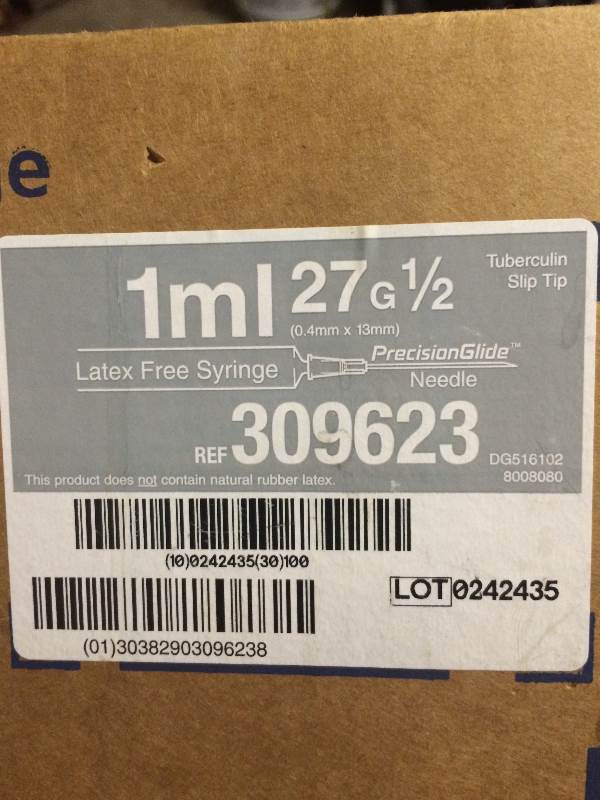 e
1ml 27G 1/2
Tuberculin
Slip Tip
(0.4mm x 13mm)
Latex Free Syringe
PrecisionGlide™
Needle
REF 309623
DG516102
8008080
This product does not contain natural rubber latex.
(10)0242435(30)100
LOT 0242435
(01)30382903096238